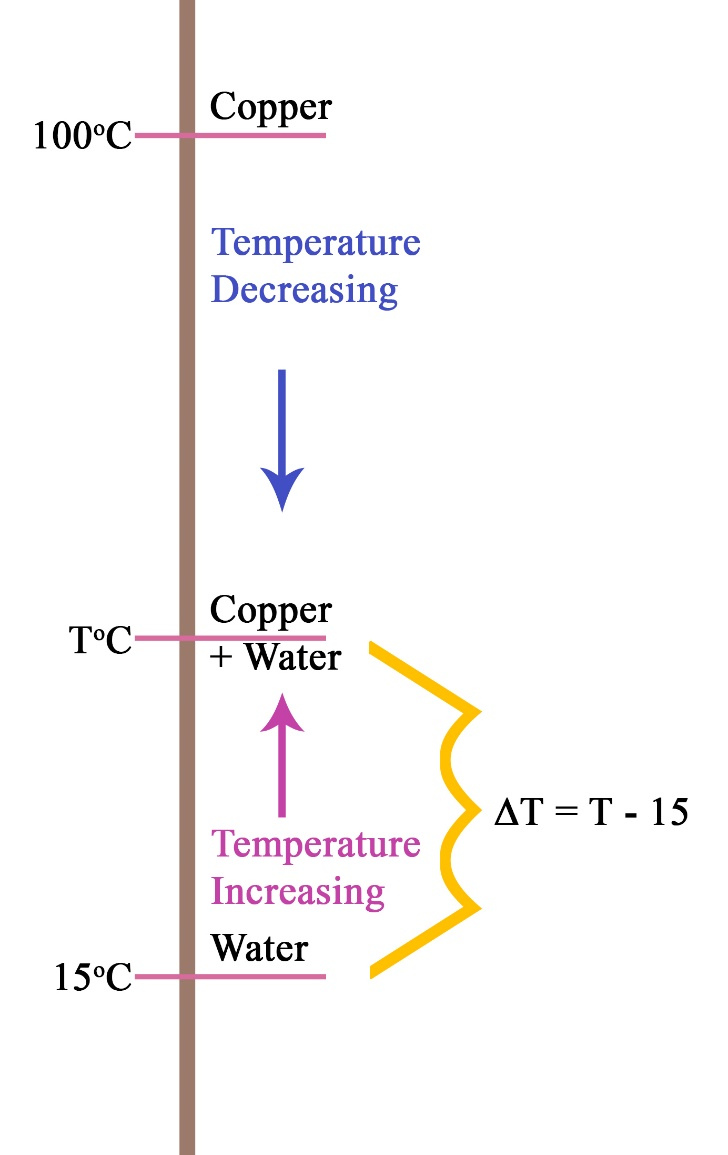 Copper
100°C
Temperature
Decreasing
Copper
T°C
+ Water
ΔT = T - 15
Temperature
Increasing
Water
15°C